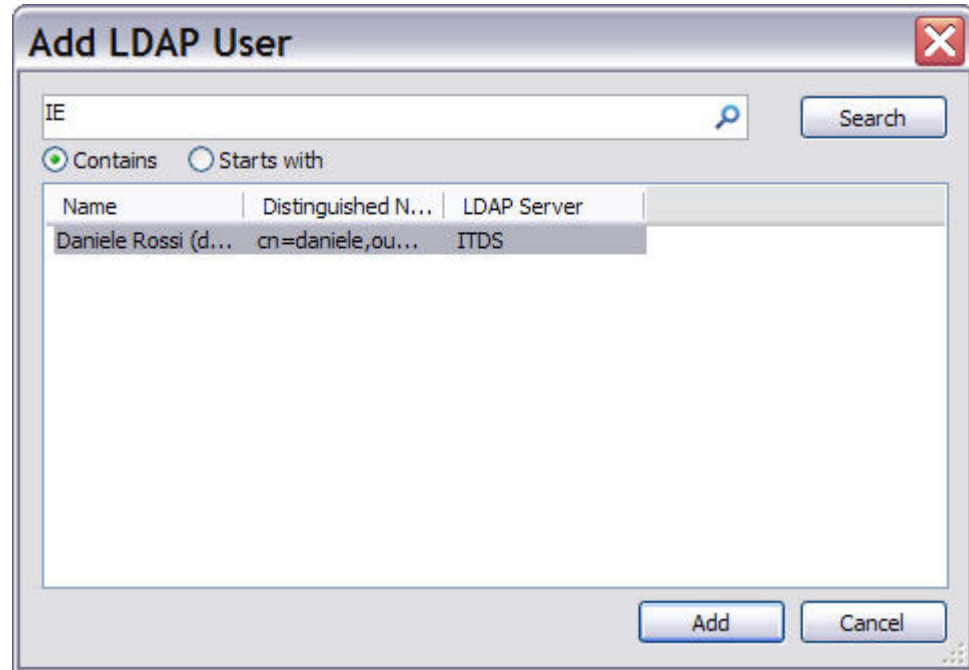 Add LDAP User
IE
Search
Contains Starts with
Name Distinguished N... LDAP Server
Daniele Rossi (d... cn=daniele,ou... ITDS
Add Cancel